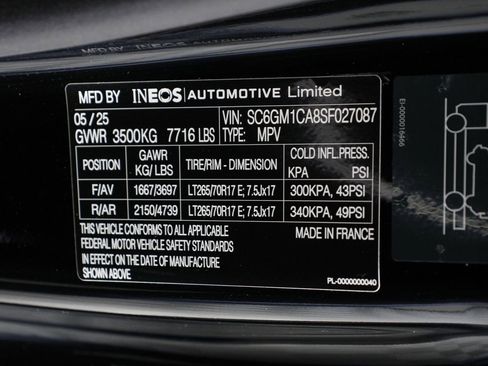 MFD BY INEOS AUTOMOTIVE Limited
05 / 25 VIN: SC6GM1CA8SF027087
GVWR 3500KG 7716 LBS TYPE: MPV
POSITION GAWR KG/ LBS TIRE/RIM - DIMENSION COLD INFL.PRESS. KPA PSI
F/AV 1667/3697 LT265/70R17 E; 7.5Jx17 300KPA, 43PSI
R/AR 2150/4739 LT265/70R17 E; 7.5Jx17 340KPA, 49PSI
THIS VEHICLE CONFORMS TO ALL APPLICABLE MADE IN FRANCE
FEDERAL MOTOR VEHICLE SAFETY STANDARDS
IN EFFECT ON THE DATE OF MANUFACTURE
SHOWN ABOVE
PL-0000000040
EI-0000016466